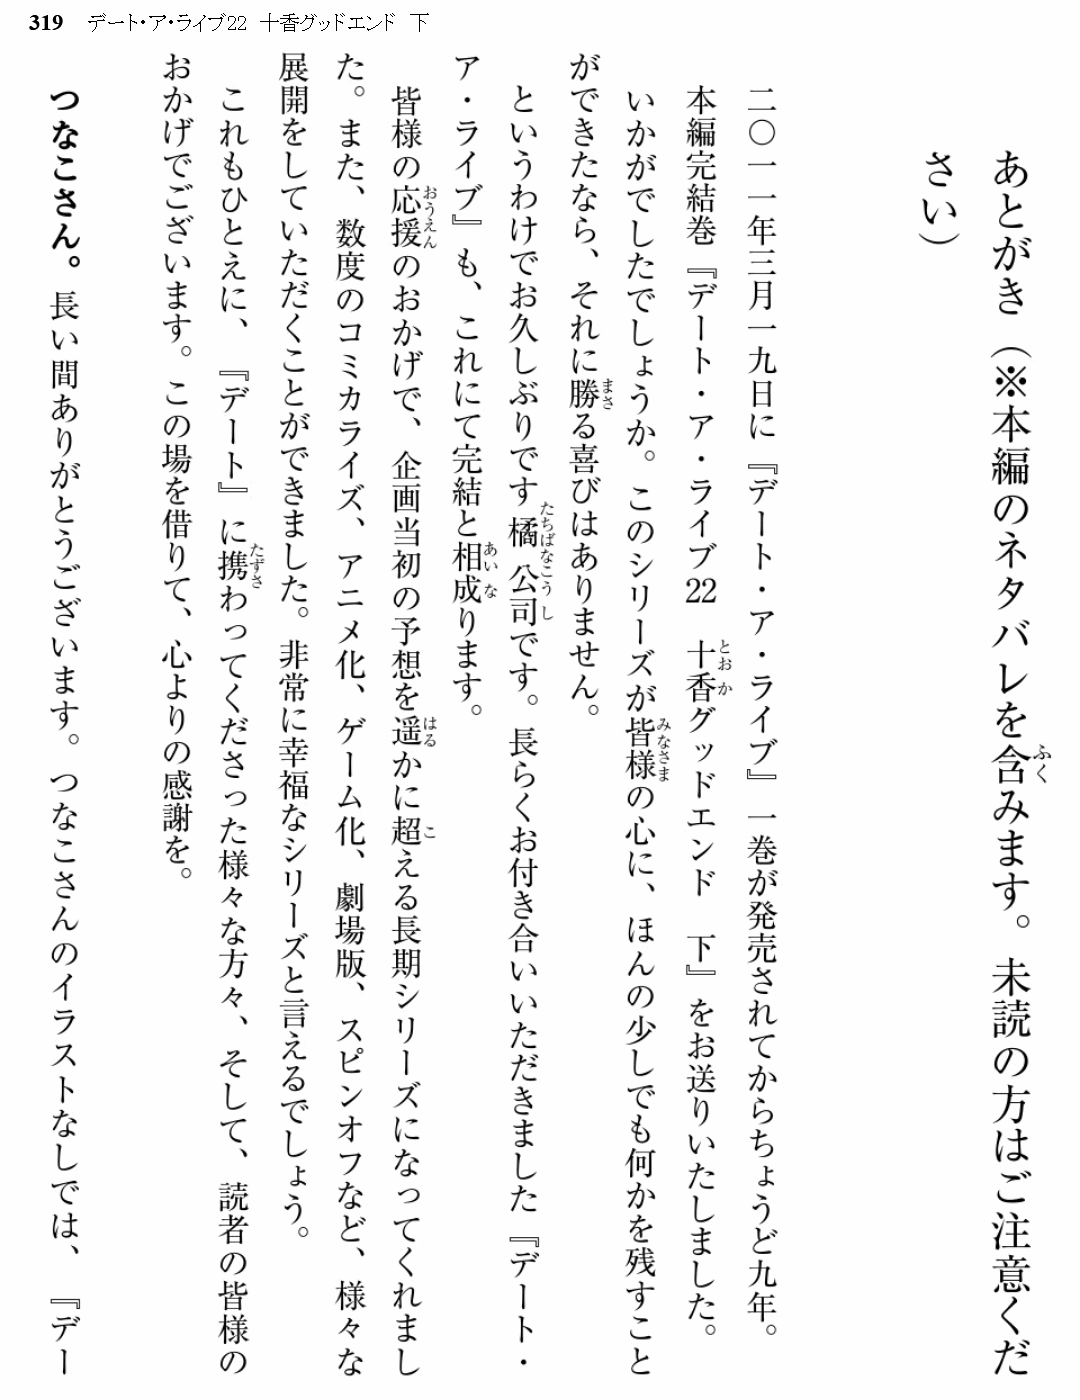 319 デート・ア・ライブ22 十香グッドエンド 下
あとがき（※本編のネタバレを含みます。未読の方はご注意くだ
さい）
二〇一一年三月一九日に『デート・ア・ライブ』一巻が発売されてからちょうど九年。
本編完結巻『デート・ア・ライブ22 十香グッドエンド 下』をお送りいたしました。
いかがでしたでしょうか。このシリーズが皆様の心に、ほんの少しでも何かを残すこと
ができたなら、それに勝る喜びはありません。
というわけでお久しぶりです橘公司です。長らくお付き合いいただきました『デート・
ア・ライブ』も、これにて完結と相成ります。
皆様の応援のおかげで、企画当初の予想を遥かに超える長期シリーズになってくれまし
た。また、数度のコミカライズ、アニメ化、ゲーム化、劇場版、スピンオフなど、様々な
展開をしていただくことができました。非常に幸福なシリーズと言えるでしょう。
これもひとえに、『デート』に携わってくださった様々な方々、そして、読者の皆様の
おかげでございます。この場を借りて、心よりの感謝を。
つなこさん。長い間ありがとうございます。つなこさんのイラストなしでは、『デー